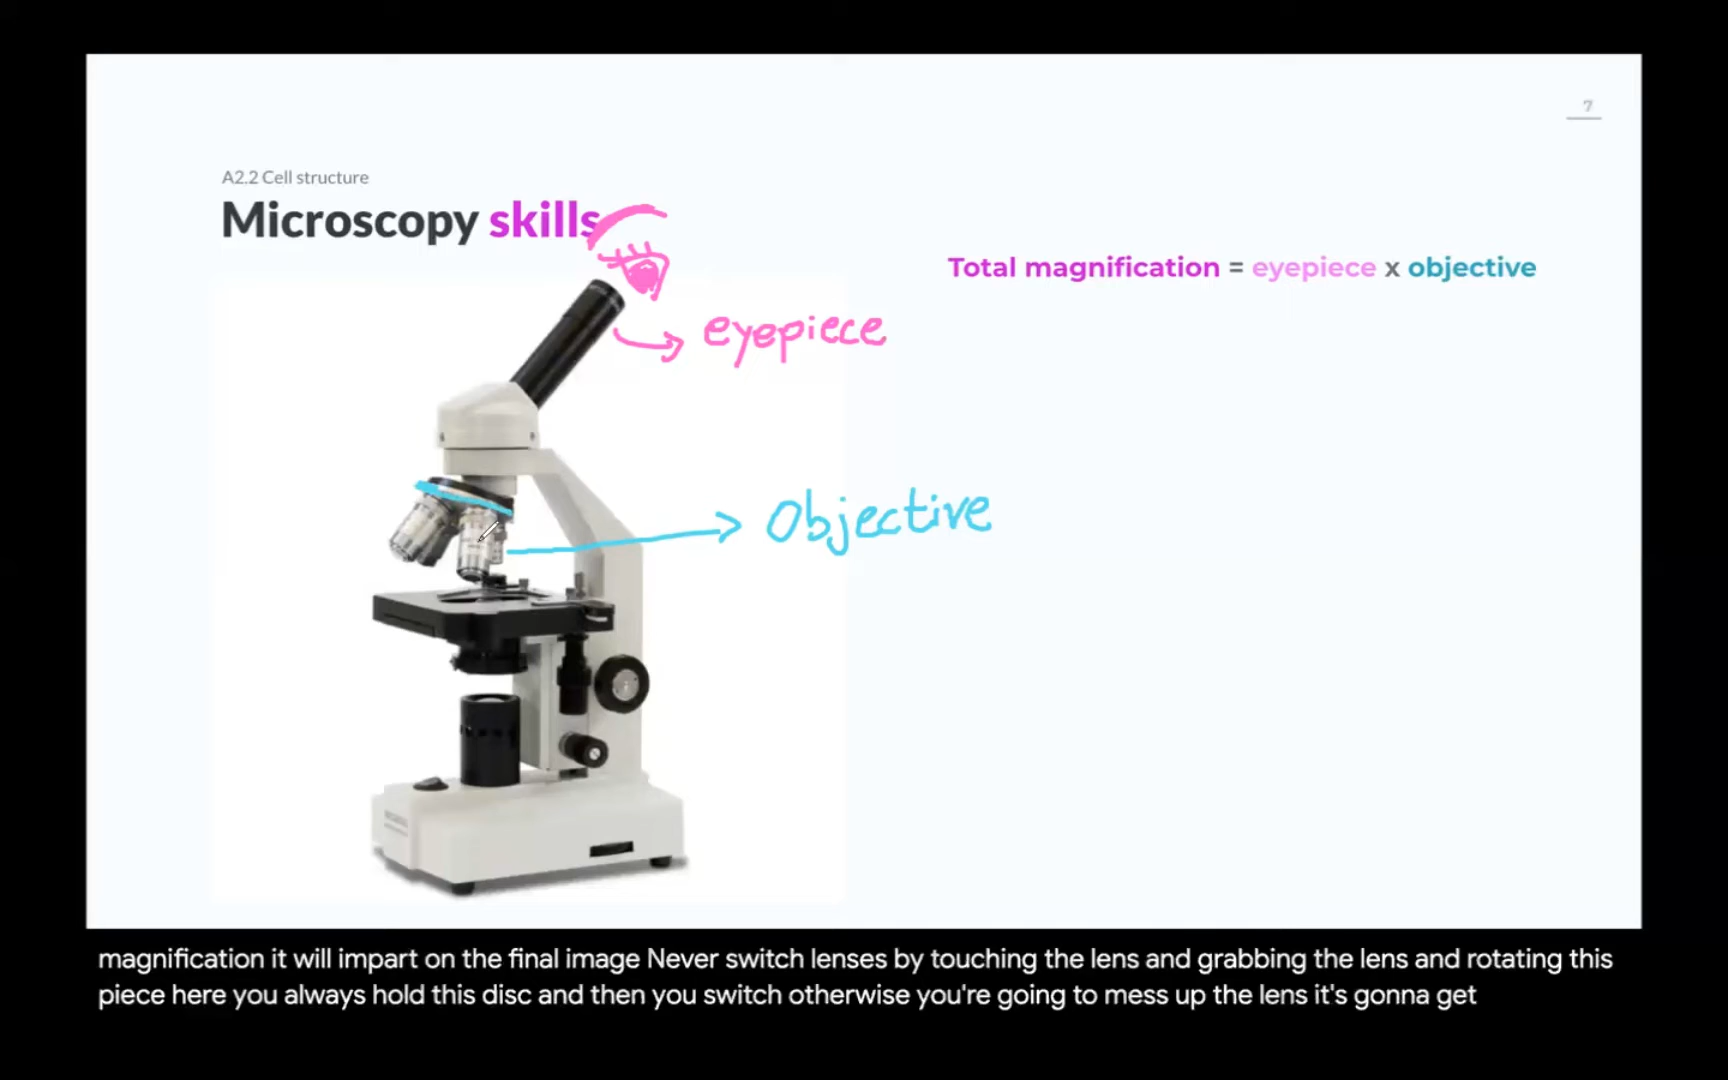 7
A2.2 Cell structure
Microscopy skills
Total magnification = eyepiece x objective
eyepiece
Objective
magnification it will impart on the final image Never switch lenses by touching the lens and grabbing the lens and rotating this
piece here you always hold this disc and then you switch otherwise you're going to mess up the lens it's gonna get